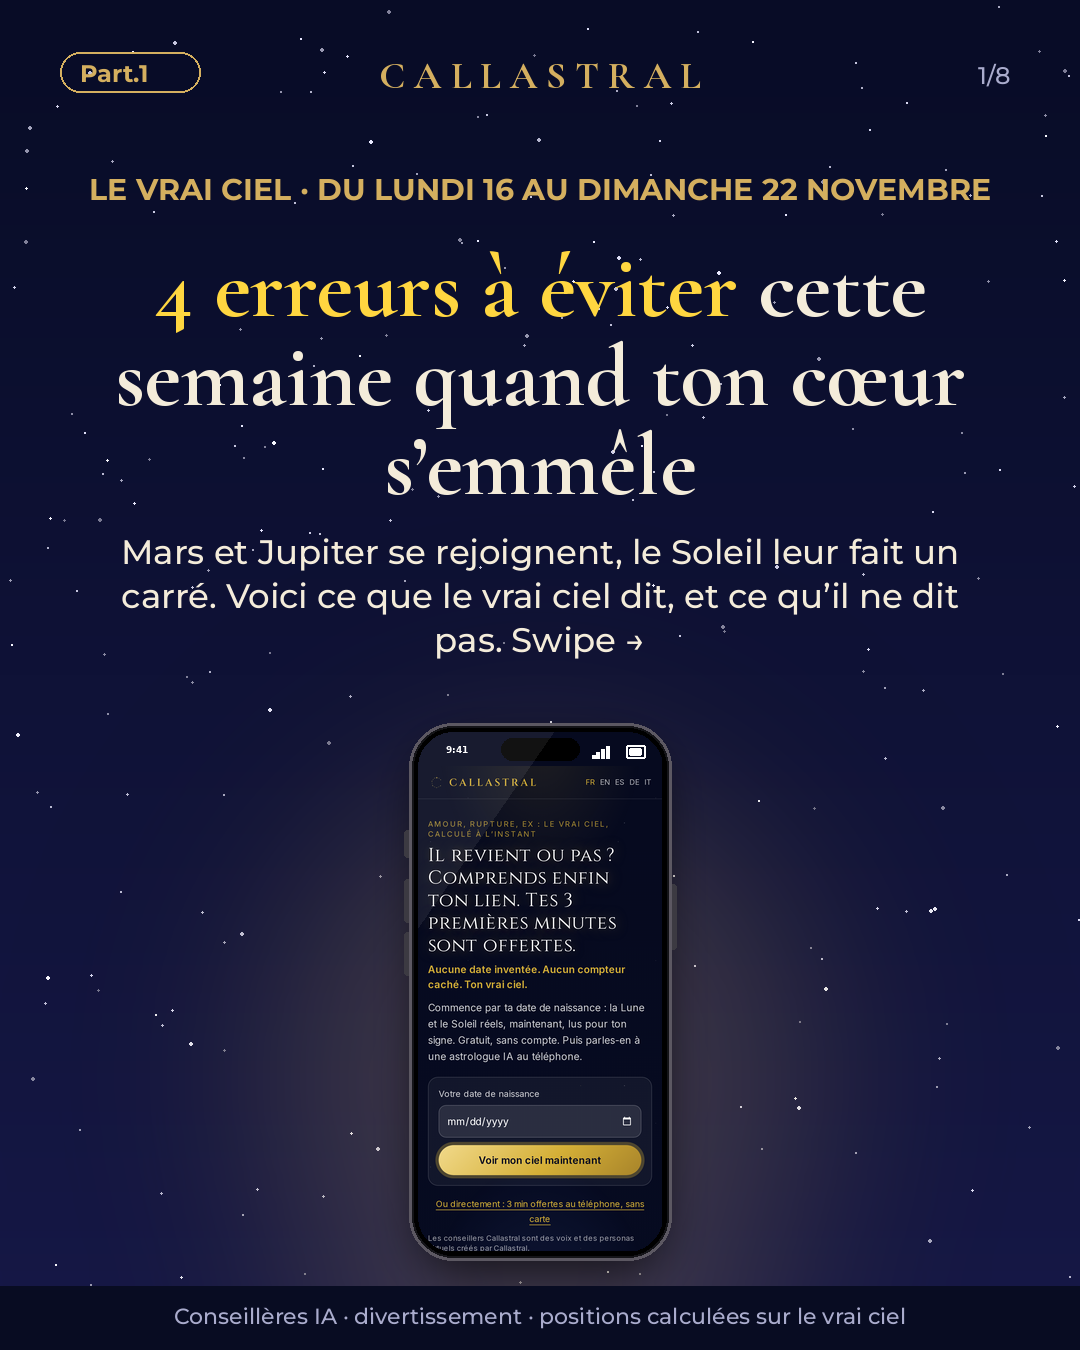 Part.1
CALLASTRAL
1/8
LE VRAI CIEL · DU LUNDI 16 AU DIMANCHE 22 NOVEMBRE
4 erreurs à éviter cette
semaine quand ton cœur
s’emmêle
Mars et Jupiter se rejoignent, le Soleil leur fait un
carré. Voici ce que le vrai ciel dit, et ce qu’il ne dit
pas. Swipe →
9:41
CALLASTRAL
FR EN ES DE IT
AMOUR, RUPTURE, EX : LE VRAI CIEL,
CALCULÉ À L’INSTANT
IL REVIENT OU PAS ?
COMPRENDS ENFIN
TON LIEN. TES 3
PREMIÈRES MINUTES
SONT OFFERTES.
Aucune date inventée. Aucun compteur
caché. Ton vrai ciel.
Commence par ta date de naissance : la Lune
et le Soleil réels, maintenant, lus pour ton
signe. Gratuit, sans compte. Puis parles-en à
une astrologue IA au téléphone.
Votre date de naissance
mm/dd/yyyy
Voir mon ciel maintenant
Ou directement : 3 min offertes au téléphone, sans
carte
Les conseillers Callastral sont des voix et des personas
créés par Callastral.
Conseillères IA · divertissement · positions calculées sur le vrai ciel